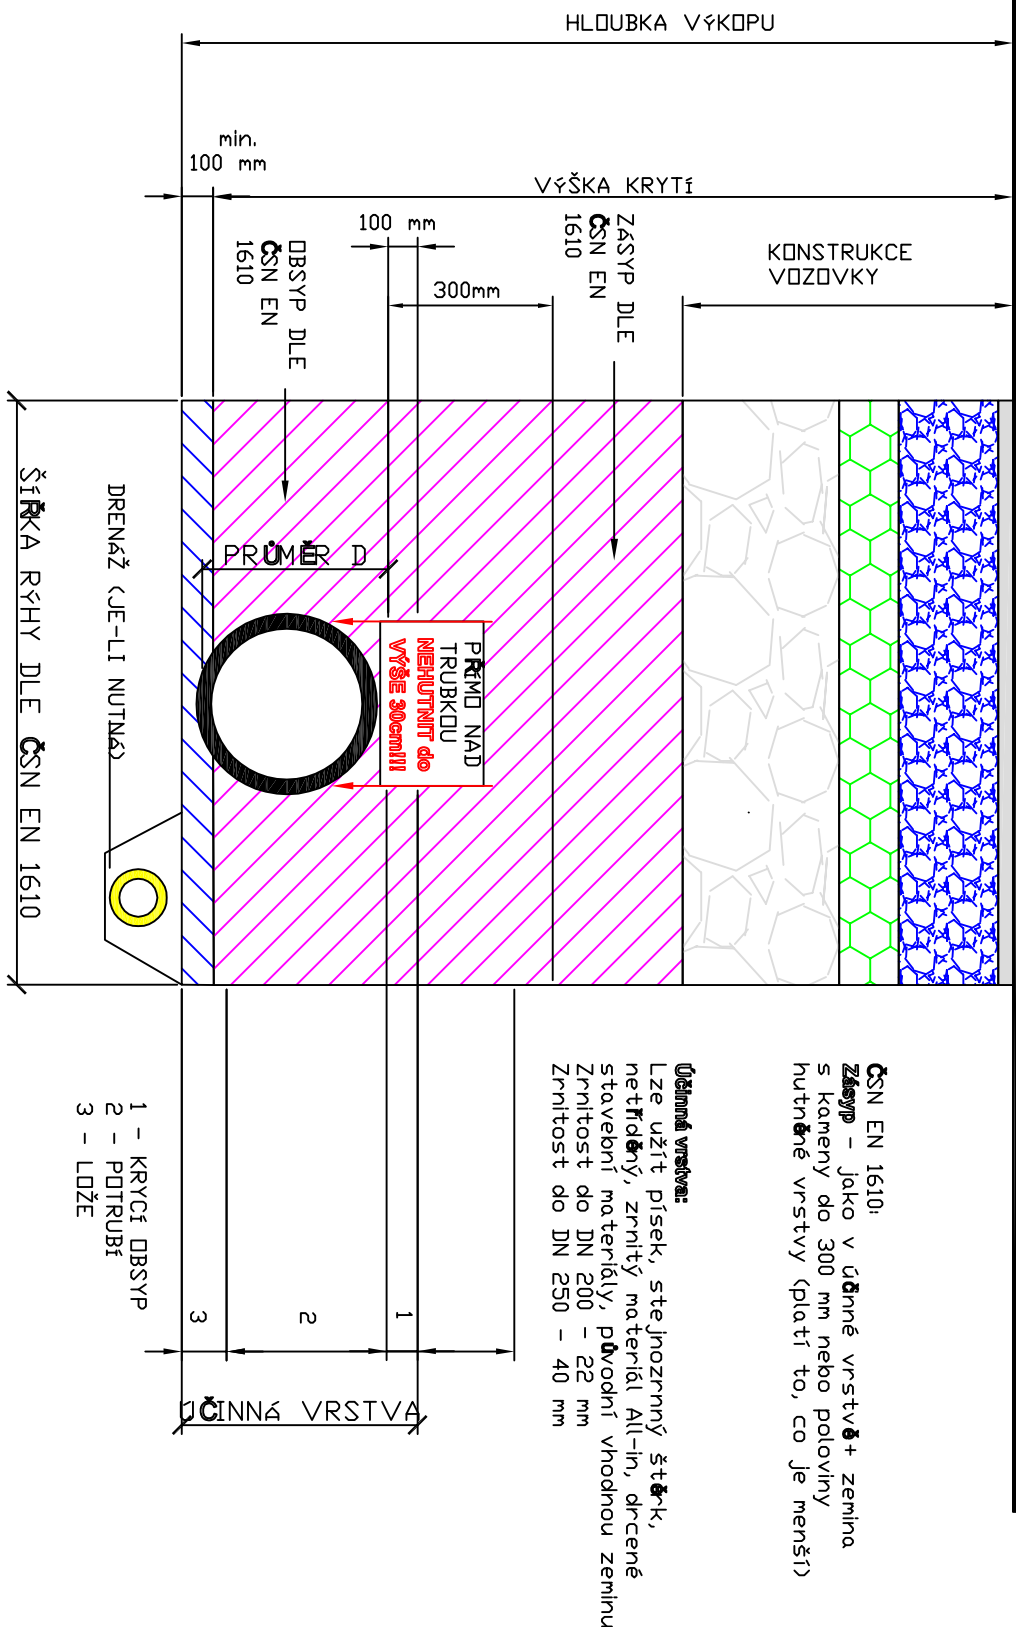 HLOUBKA VÝKOPU
min.
100 mm
VÝŠKA KRYTÍ
100 mm
300mm
KONSTRUKCE
VOZOVKY
ZÁSYP DLE
ČSN EN
1610
OBSYP DLE
ČSN EN
1610
PRŮMĚR D
PŘÍMO NAD
TRUBKOU
NEHUTNIT do
VÝŠE 30cm!!!
DRENÁŽ (JE-LI NUTNÁ)
ŠÍŘKA RÝHY DLE ČSN EN 1610
ČSN EN 1610:
Zásyp - jako v účinné vrstvě+ zemina
s kameny do 300 mm nebo poloviny
hutněné vrstvy (platí to, co je menší)
Účinná vrstva:
Lze užít písek, stejnozrnný štěrk,
netříděný, zrnitý materiál All-in, drcené
stavební materiály, původní vhodnou zeminu
Zrnitost do DN 200 - 22 mm
Zrnitost do DN 250 - 40 mm
1
2
3
ÚČINNÁ VRSTVA
1 - KRYCÍ OBSYP
2 - POTRUBÍ
3 - LOŽE